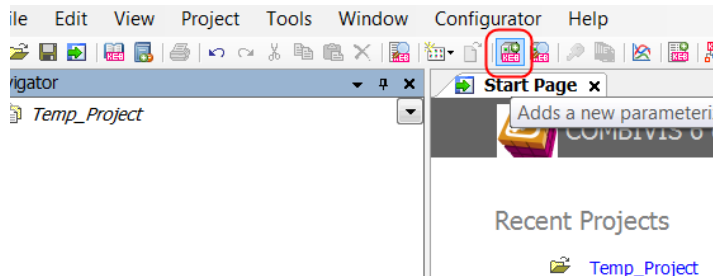 ile Edit View Project Tools Window Configurator Help
vigator
Start Page
Temp_Project
Adds a new parameteri
COMBIVIS 6
Recent Projects
Temp_Project